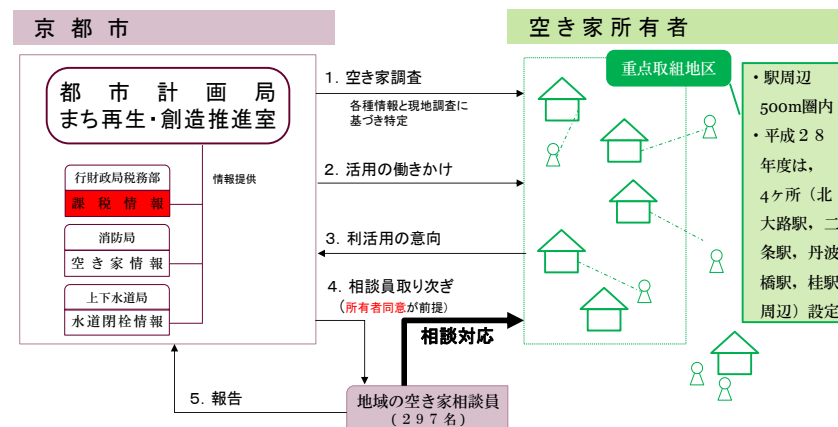 京都市
空き家所有者
都市計画局
まち再生・創造推進室
行財政局税務部
課税情報
消防局
空き家情報
上下水道局
水道閉栓情報
情報提供
1. 空き家調査
各種情報と現地調査に
基づき特定
2. 活用の働きかけ
3. 利活用の意向
4. 相談員取り次ぎ
（所有者同意が前提）
相談対応
5. 報告
地域の空き家相談員
(２９７名)
重点取組地区
・駅周辺
500m圏内
・平成２８
年度は，
4ヶ所（北
大路駅，二
条駅，丹波
橋駅，桂駅
周辺）設定